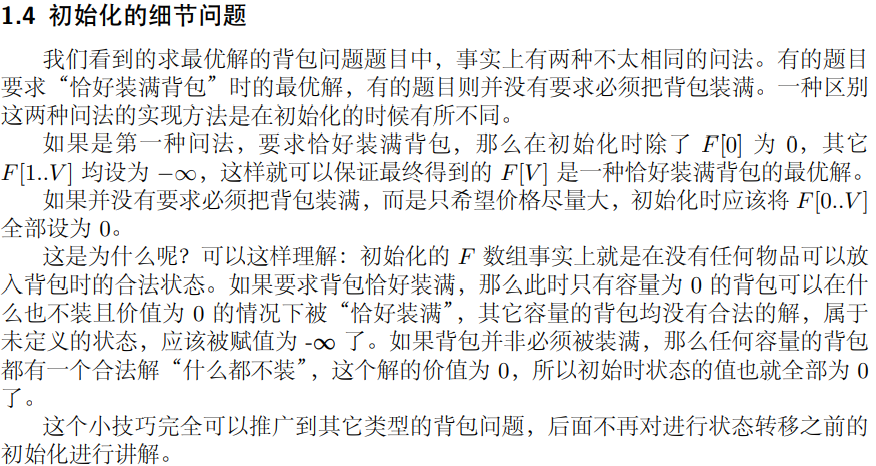 1.4 初始化的细节问题
我们看到的求最优解的背包问题题目中，事实上有两种不太相同的问法。有的题目
要求“恰好装满背包”时的最优解，有的题目则并没有要求必须把背包装满。一种区别
这两种问法的实现方法是在初始化的时候有所不同。
如果是第一种问法，要求恰好装满背包，那么在初始化时除了 F[0] 为 0，其它
F[1..V] 均设为 −∞，这样就可以保证最终得到的 F[V] 是一种恰好装满背包的最优解。
如果并没有要求必须把背包装满，而是只希望价格尽量大，初始化时应该将 F[0..V]
全部设为 0。
这是为什么呢？可以这样理解：初始化的 F 数组事实上就是在没有任何物品可以放
入背包时的合法状态。如果要求背包恰好装满，那么此时只有容量为 0 的背包可以在什
么也不装且价值为 0 的情况下被“恰好装满”，其它容量的背包均没有合法的解，属于
未定义的状态，应该被赋值为 -∞ 了。如果背包并非必须被装满，那么任何容量的背包
都有一个合法解“什么都不装”，这个解的价值为 0，所以初始时状态的值也就全部为 0
了。
这个小技巧完全可以推广到其它类型的背包问题，后面不再对进行状态转移之前的
初始化进行讲解。